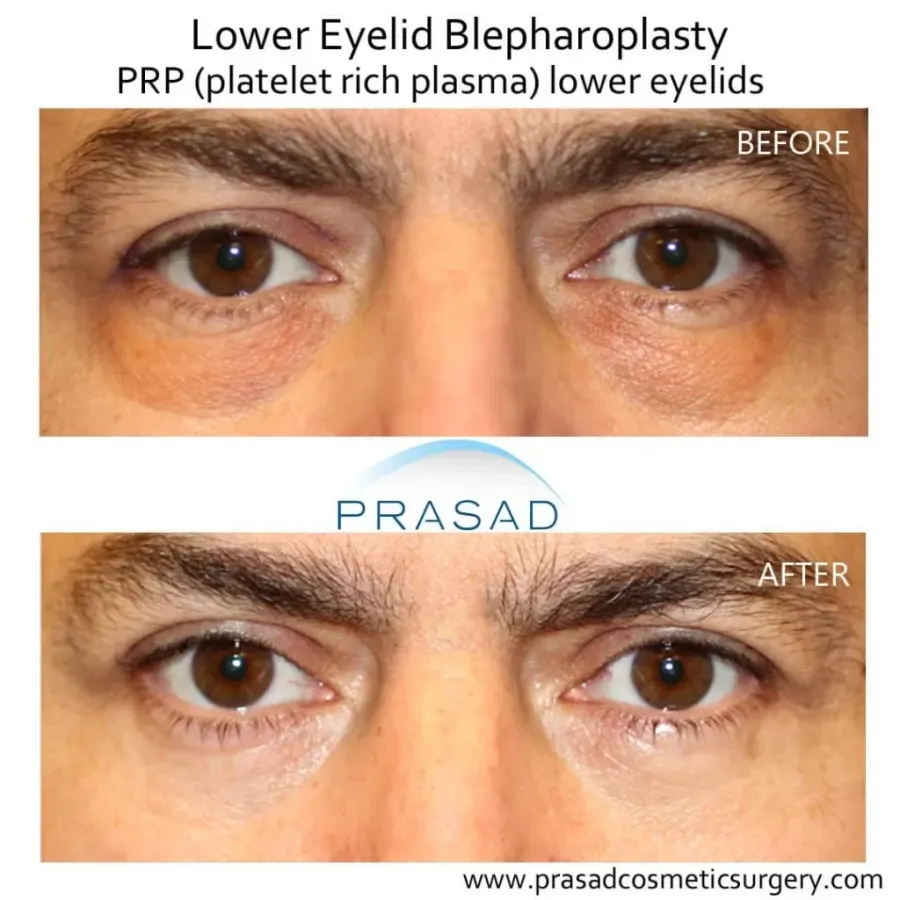 Lower Eyelid Blepharoplasty
PRP (platelet rich plasma) lower eyelids
BEFORE
PRASAD
AFTER
www.prasadcosmeticsurgery.com